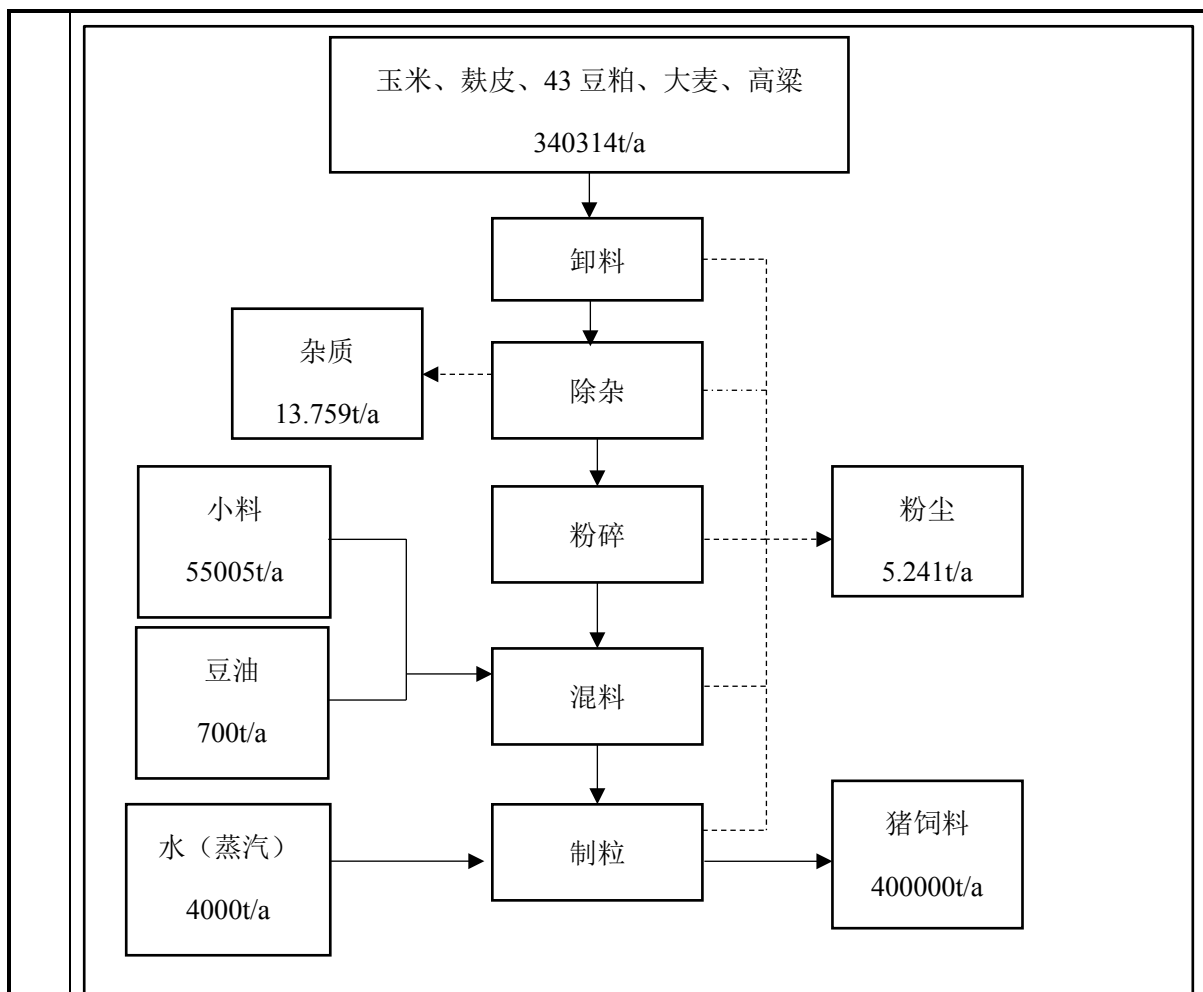 玉米、麸皮、43 豆粕、大麦、高粱
340314t/a
卸料
杂质
13.759t/a
除杂
小料
55005t/a
粉碎
粉尘
5.241t/a
豆油
700t/a
混料
水（蒸汽）
4000t/a
制粒
猪饲料
400000t/a